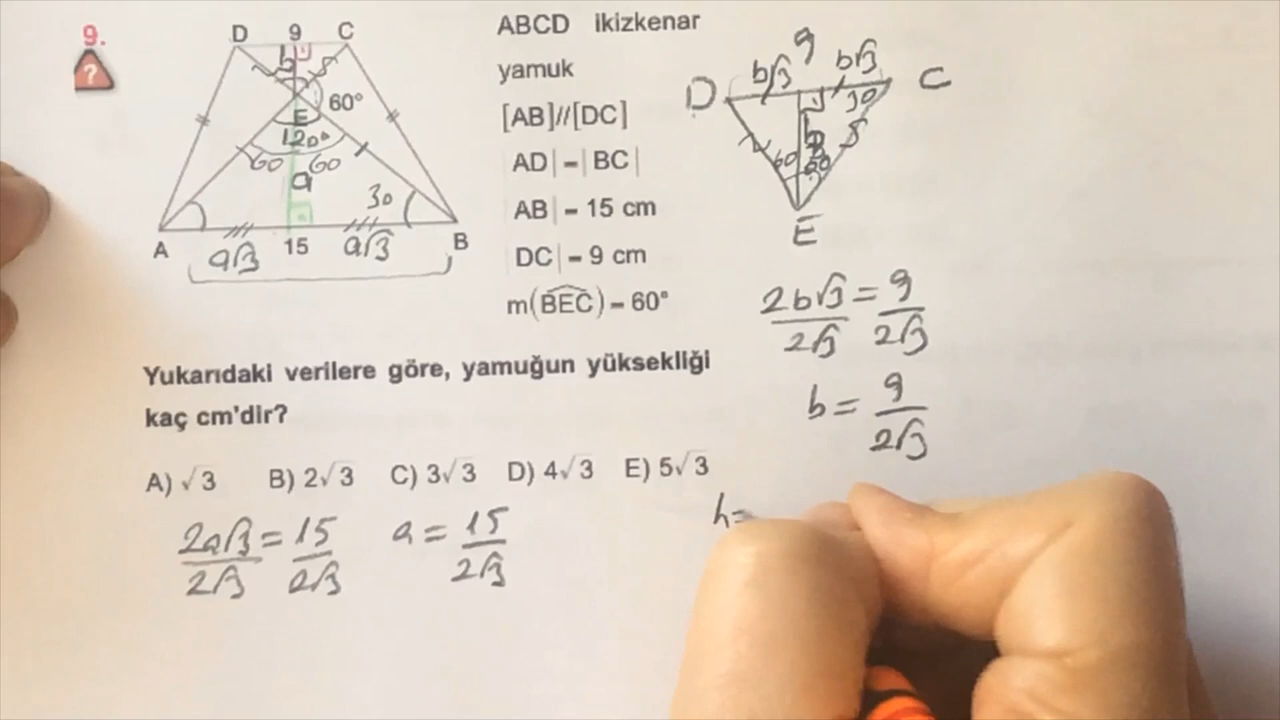 9.
?
D 9 C
b
60°
E
120°
60 60
a
30
A a√3 15 a√3 B
ABCD ikizkenar
yamuk
[AB]//[DC]
AD| = |BC|
AB| = 15 cm
DC| = 9 cm
m(BEC) = 60°
9
D b√3 b√3 C
30
b
60 60
E
2b√3 = 9
2√3 2√3
b = 9
2√3
Yukarıdaki verilere göre, yamuğun yüksekliği
kaç cm'dir?
A) √3 B) 2√3 C) 3√3 D) 4√3 E) 5√3
2a√3 = 15 a = 15
2√3 2√3 2√3
h=